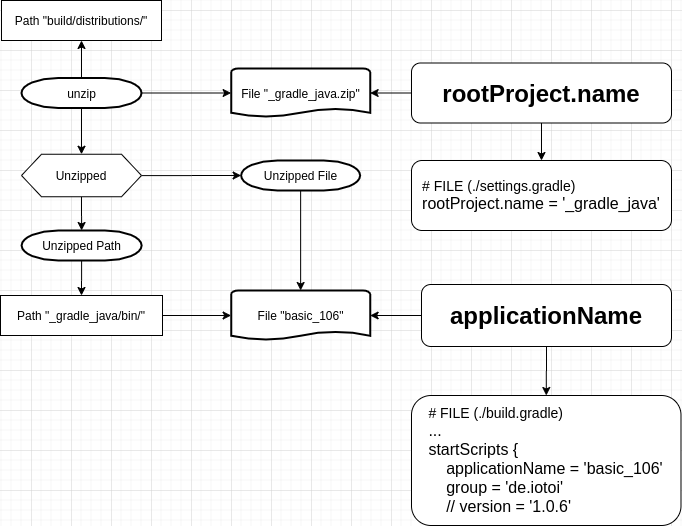 Path "build/distributions/"
unzip
File "_gradle_java.zip"
rootProject.name
Unzipped
Unzipped File
# FILE (./settings.gradle)
rootProject.name = '_gradle_java'
Unzipped Path
Path "_gradle_java/bin/"
File "basic_106"
applicationName
# FILE (./build.gradle)
...
startScripts {
    applicationName = 'basic_106'
    group = 'de.iotoi'
    // version = '1.0.6'